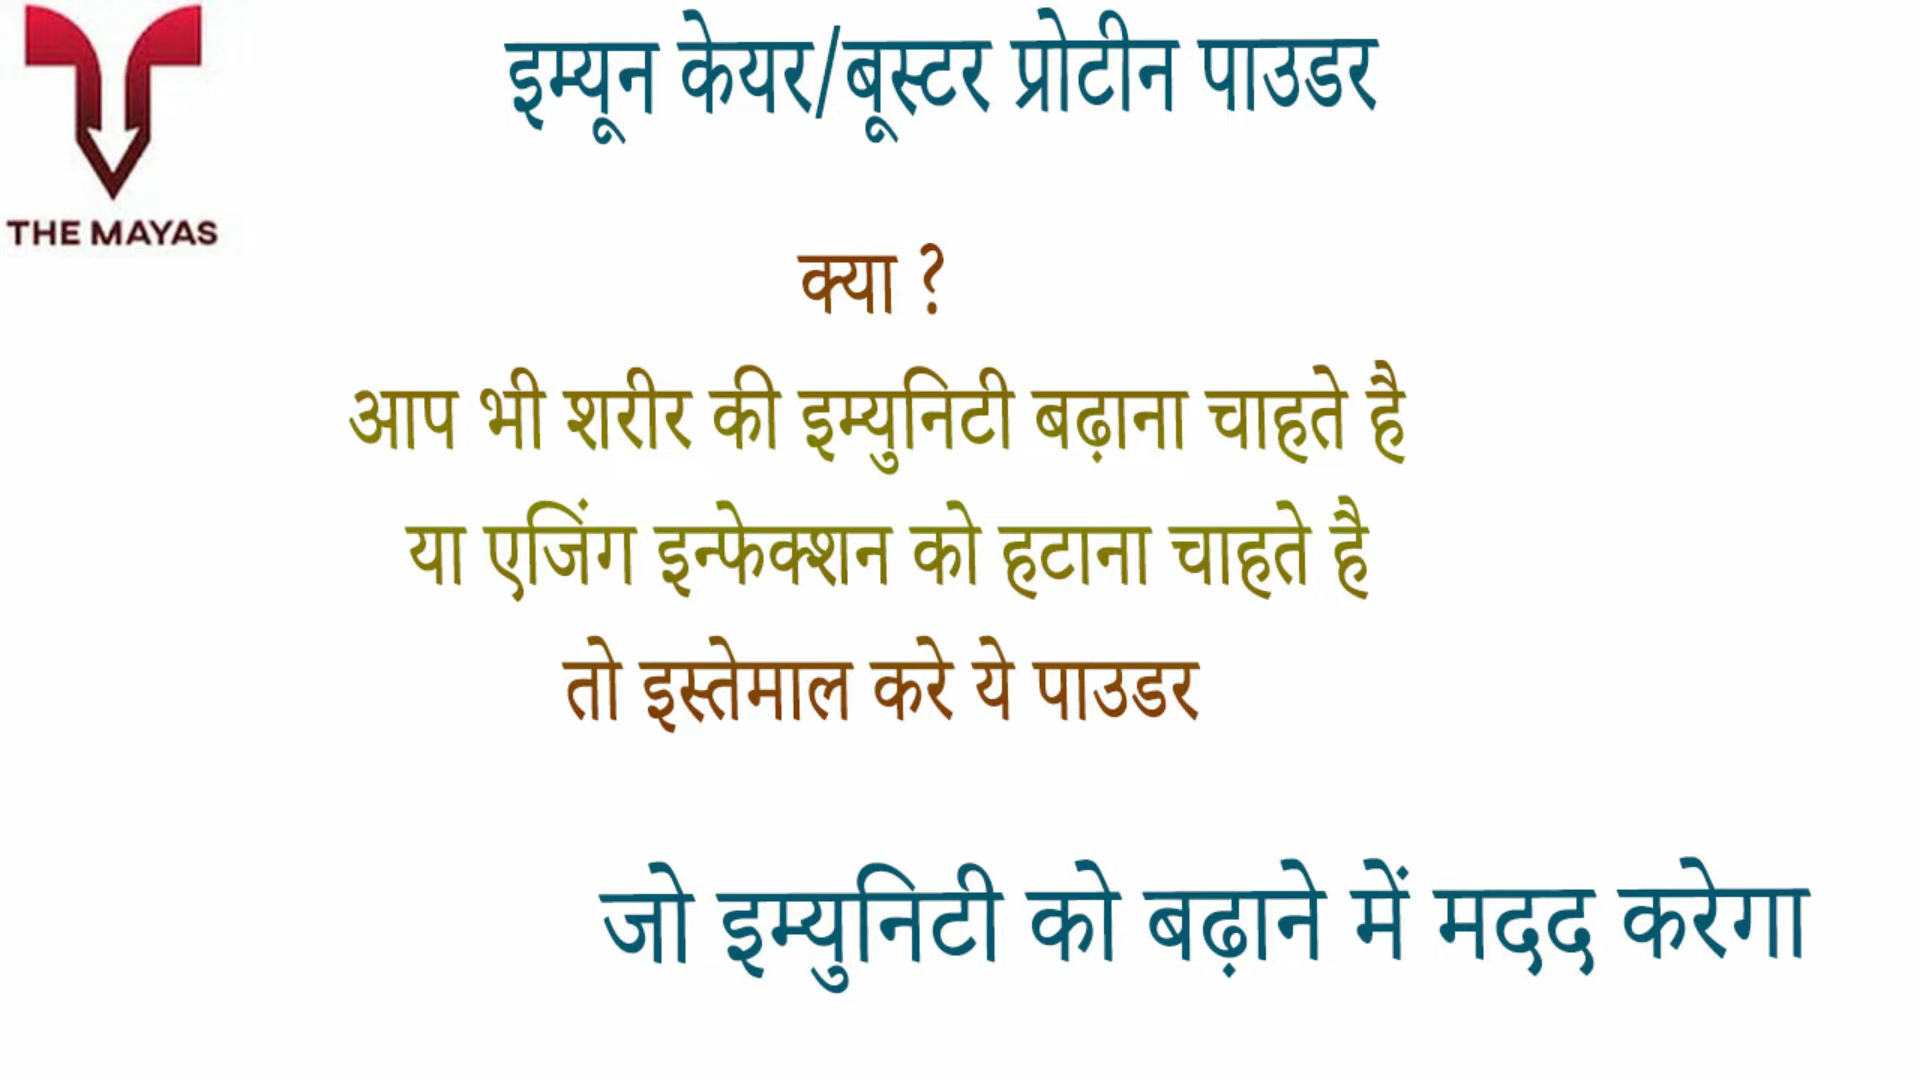 THE MAYAS
इम्यून केयर/बूस्टर प्रोटीन पाउडर
क्या ?
आप भी शरीर की इम्युनिटी बढ़ाना चाहते है
या एजिंग इन्फेक्शन को हटाना चाहते है
तो इस्तेमाल करे ये पाउडर
जो इम्युनिटी को बढ़ाने में मदद करेगा